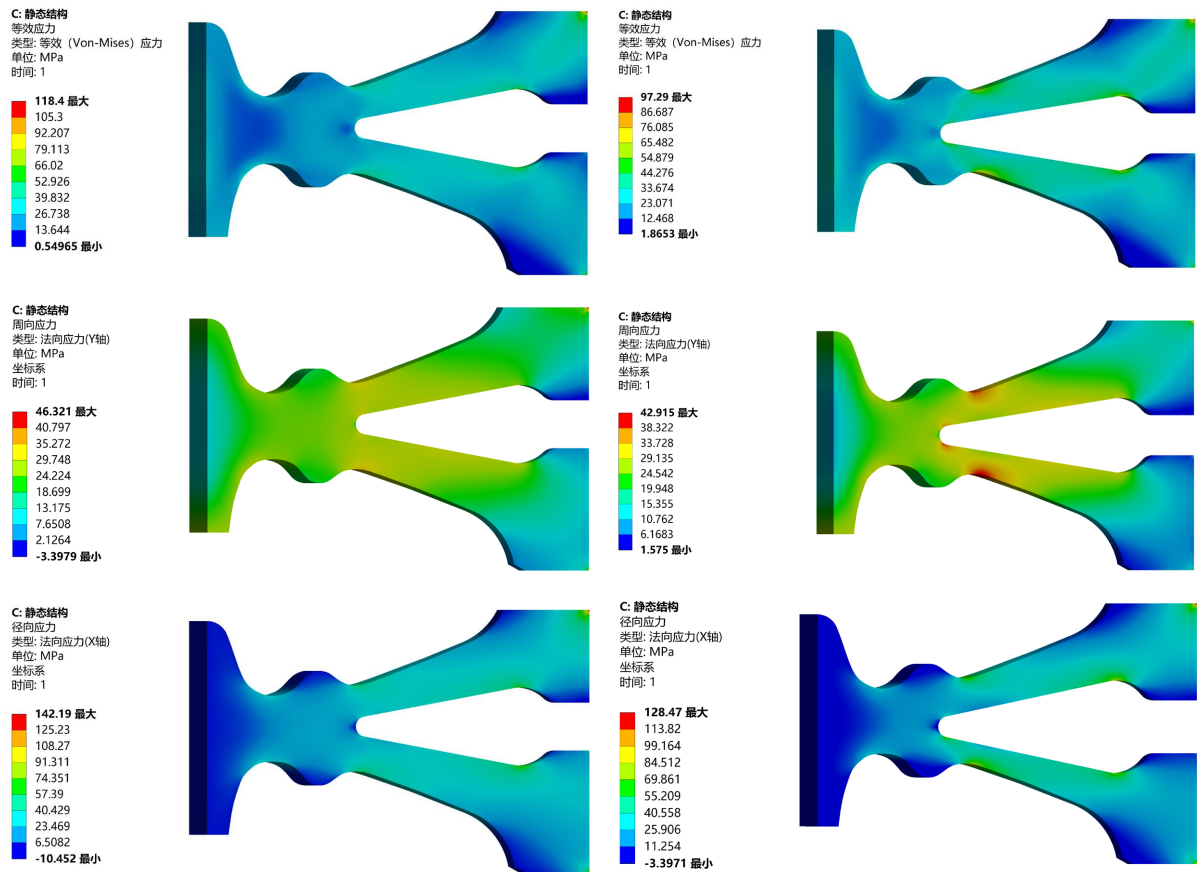 C: 静态结构
等效应力
类型: 等效（Von-Mises）应力
单位: MPa
时间: 1
118.4 最大
105.3
92.207
79.113
66.02
52.926
39.832
26.738
13.644
0.54965 最小
C: 静态结构
等效应力
类型: 等效（Von-Mises）应力
单位: MPa
时间: 1
97.29 最大
86.687
76.085
65.482
54.879
44.276
33.674
23.071
12.468
1.8653 最小
C: 静态结构
周向应力
类型: 法向应力(Y轴)
单位: MPa
坐标系
时间: 1
46.321 最大
40.797
35.272
29.748
24.224
18.699
13.175
7.6508
2.1264
-3.3979 最小
C: 静态结构
周向应力
类型: 法向应力(Y轴)
单位: MPa
坐标系
时间: 1
42.915 最大
38.322
33.728
29.135
24.542
19.948
15.355
10.762
6.1683
1.575 最小
C: 静态结构
径向应力
类型: 法向应力(X轴)
单位: MPa
坐标系
时间: 1
142.19 最大
125.23
108.27
91.311
74.351
57.39
40.429
23.469
6.5082
-10.452 最小
C: 静态结构
径向应力
类型: 法向应力(X轴)
单位: MPa
坐标系
时间: 1
128.47 最大
113.82
99.164
84.512
69.861
55.209
40.558
25.906
11.254
-3.3971 最小